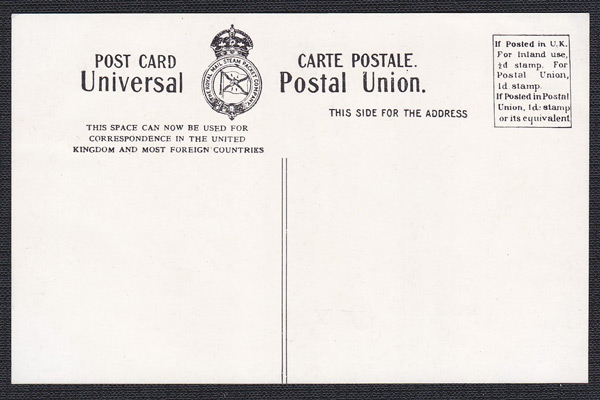 POST CARD
CARTE POSTALE.
Universal
Postal Union.
THE ROYAL MAIL STEAM PACKET COMPANY
THIS SIDE FOR THE ADDRESS
THIS SPACE CAN NOW BE USED FOR
CORRESPONDENCE IN THE UNITED
KINGDOM AND MOST FOREIGN COUNTRIES
If Posted in U.K.
For Inland use,
½d stamp. For
Postal Union,
1d stamp.
If Posted in Postal
Union, 1d. stamp
or its equivalent